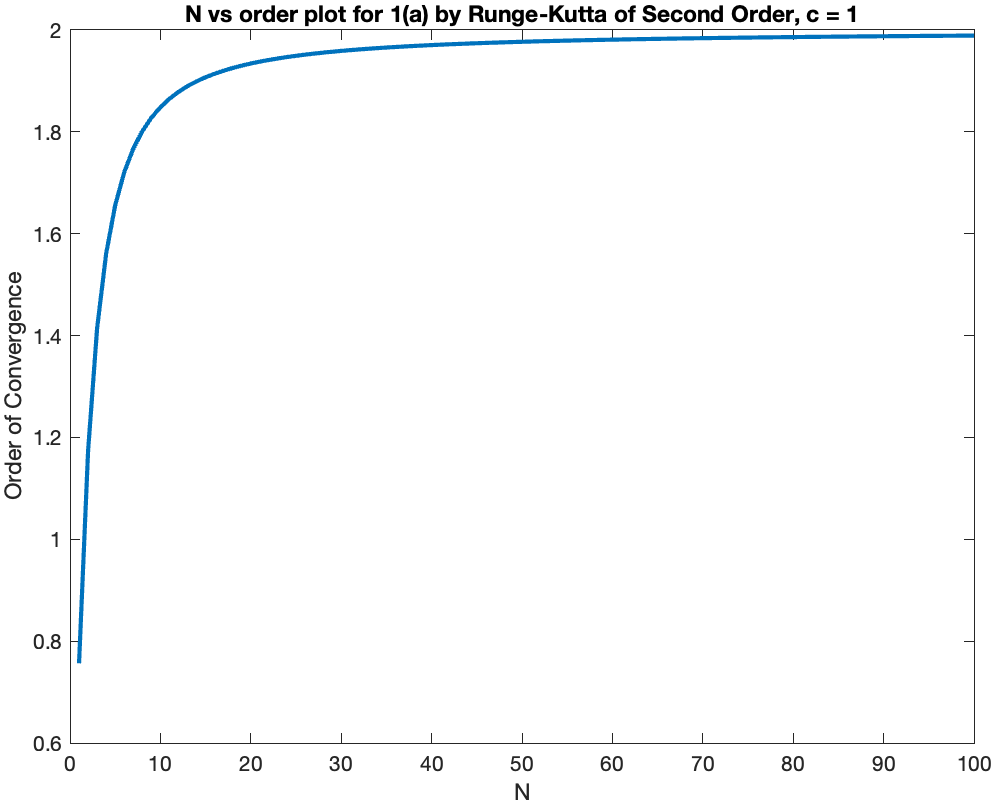 N vs order plot for 1(a) by Runge-Kutta of Second Order, c = 1
Order of Convergence
2
1.8
1.6
1.4
1.2
1
0.8
0.6
0 10 20 30 40 50 60 70 80 90 100
N